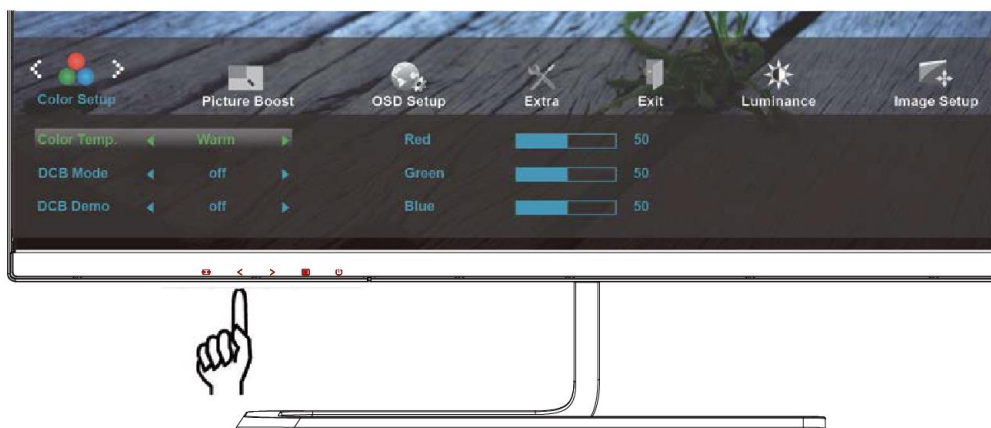 Color Setup Picture Boost OSD Setup Extra Exit Luminance Image Setup
Color Temp. Warm Red 50
DCB Mode off Green 50
DCB Demo off Blue 50